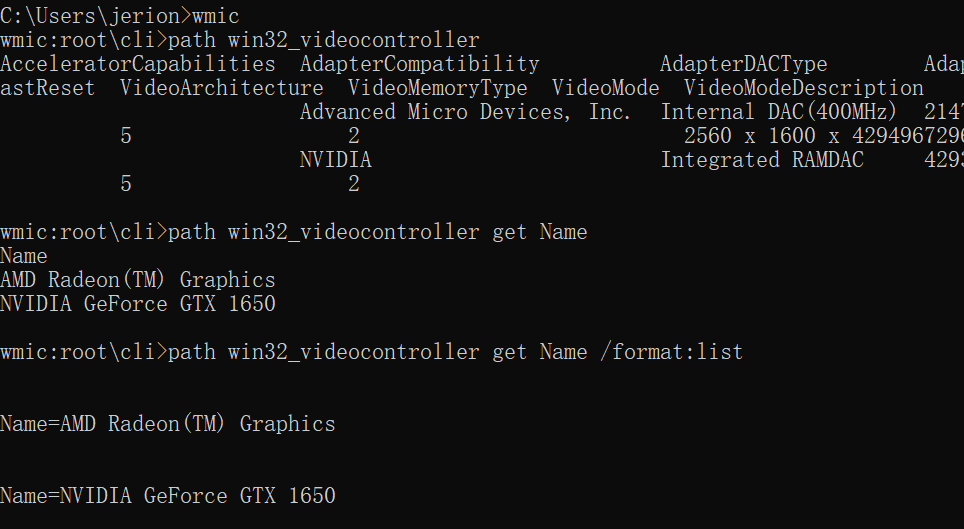 C:\Users\jerion>wmic
wmic:root\cli>path win32_videocontroller
AcceleratorCapabilities  AdapterCompatibility          AdapterDACType        Adap
astReset  VideoArchitecture  VideoMemoryType  VideoMode  VideoModeDescription
                         Advanced Micro Devices, Inc.  Internal DAC(400MHz)  2147
          5                  2                           2560 x 1600 x 4294967296
                         NVIDIA                        Integrated RAMDAC     4293
          5                  2
wmic:root\cli>path win32_videocontroller get Name
Name
AMD Radeon(TM) Graphics
NVIDIA GeForce GTX 1650
wmic:root\cli>path win32_videocontroller get Name /format:list
Name=AMD Radeon(TM) Graphics
Name=NVIDIA GeForce GTX 1650